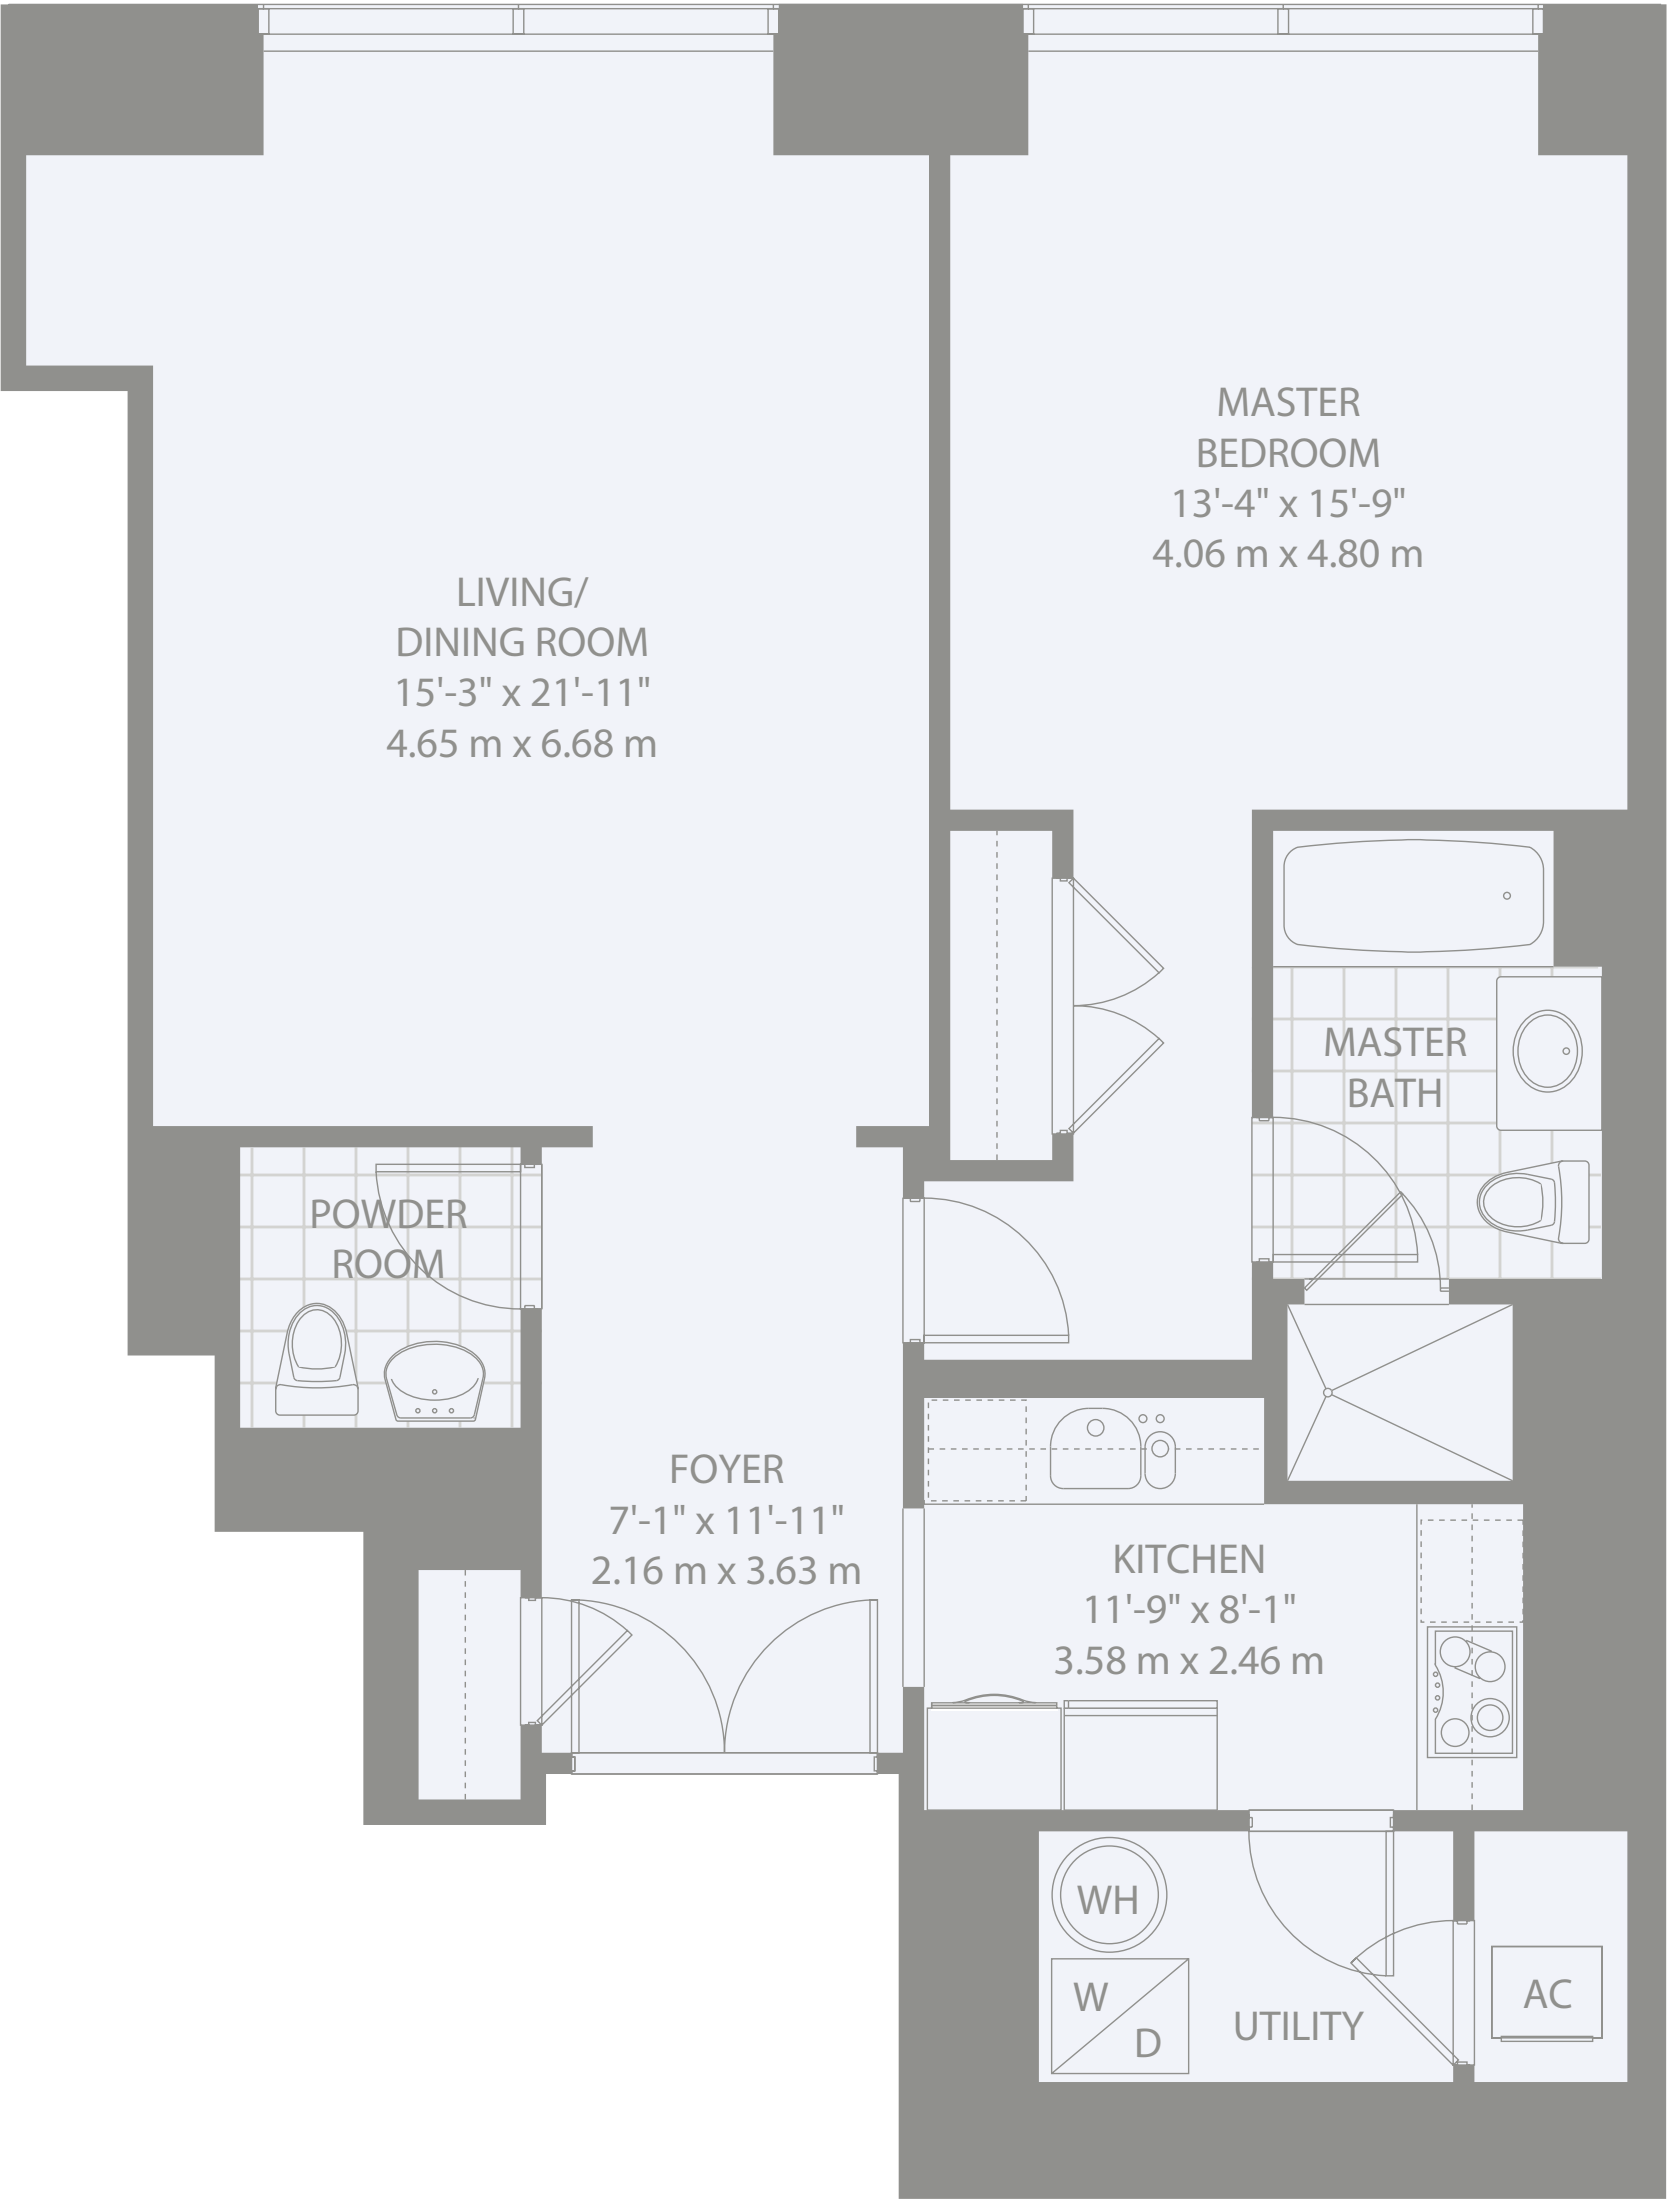 MASTER
BEDROOM
13'-4" x 15'-9"
4.06 m x 4.80 m
LIVING/
DINING ROOM
15'-3" x 21'-11"
4.65 m x 6.68 m
MASTER
BATH
POWDER
ROOM
FOYER
7'-1" x 11'-11"
2.16 m x 3.63 m
KITCHEN
11'-9" x 8'-1"
3.58 m x 2.46 m
WH
W
D
UTILITY
AC